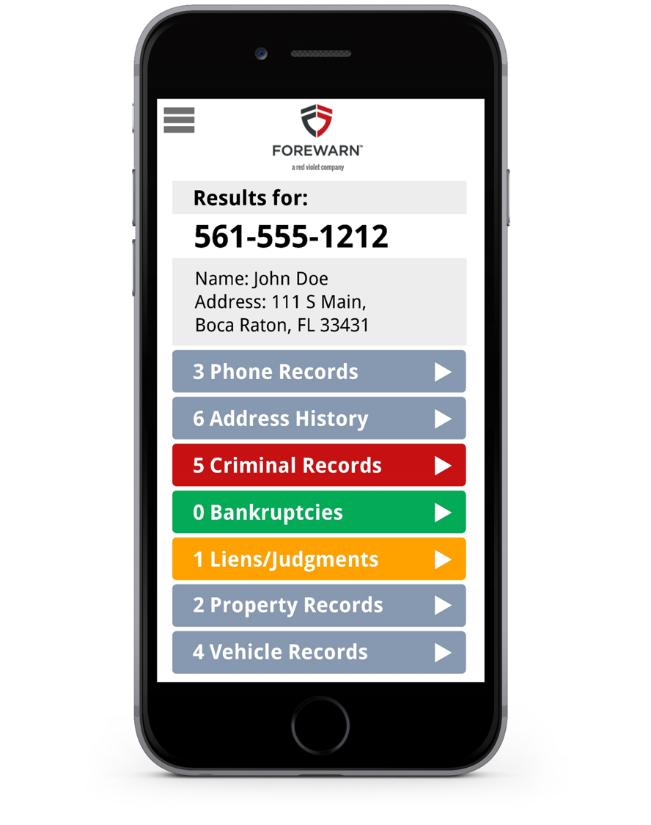 FOREWARN™
a red violet company
Results for:
561-555-1212
Name: John Doe
Address: 111 S Main,
Boca Raton, FL 33431
3 Phone Records
6 Address History
5 Criminal Records
0 Bankruptcies
1 Liens/Judgments
2 Property Records
4 Vehicle Records